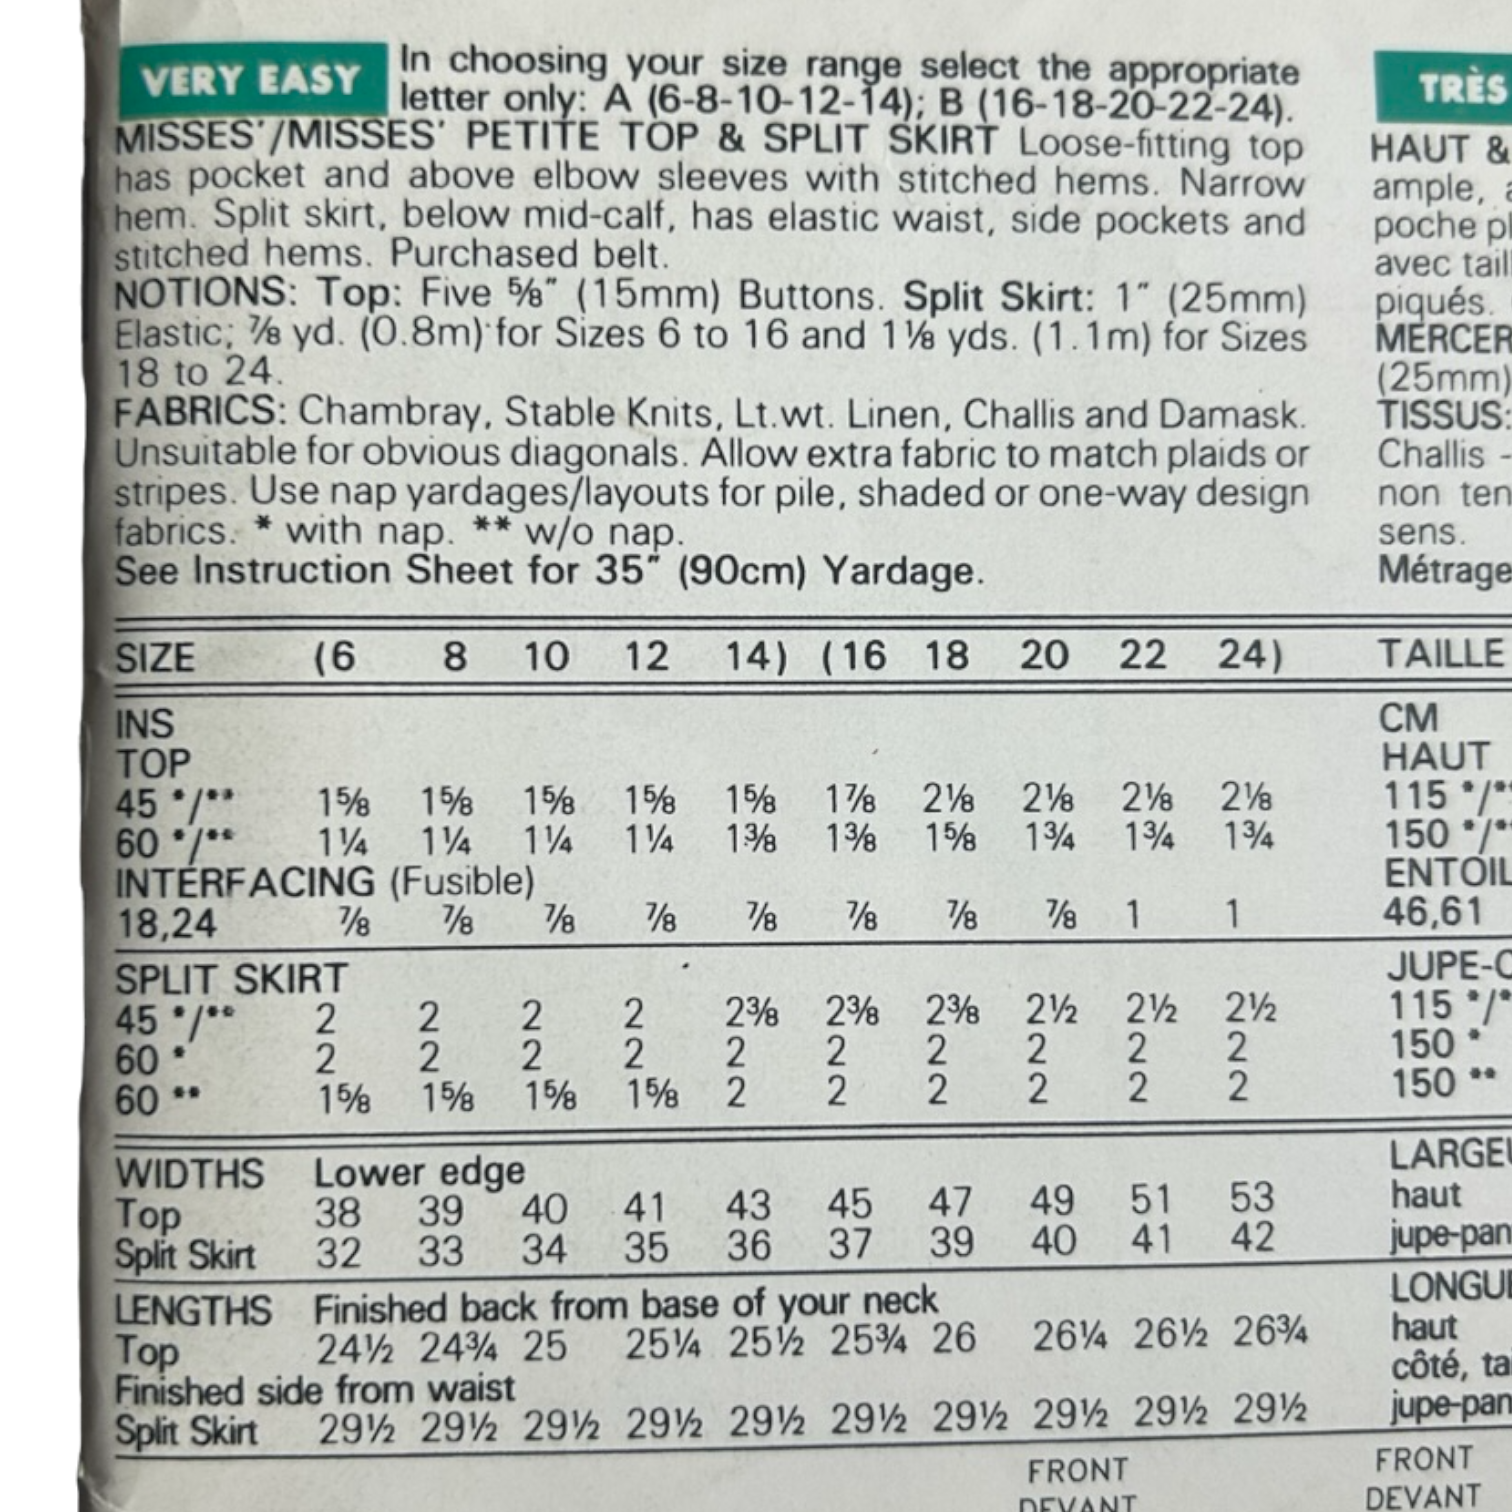 VERY EASY
In choosing your size range select the appropriate
letter only: A (6-8-10-12-14); B (16-18-20-22-24).
MISSES'/MISSES' PETITE TOP & SPLIT SKIRT Loose-fitting top
has pocket and above elbow sleeves with stitched hems. Narrow
hem. Split skirt, below mid-calf, has elastic waist, side pockets and
stitched hems. Purchased belt.
NOTIONS: Top: Five ⅝" (15mm) Buttons. Split Skirt: 1" (25mm)
Elastic; ⅞ yd. (0.8m) for Sizes 6 to 16 and 1⅛ yds. (1.1m) for Sizes
18 to 24.
FABRICS: Chambray, Stable Knits, Lt.wt. Linen, Challis and Damask.
Unsuitable for obvious diagonals. Allow extra fabric to match plaids or
stripes. Use nap yardages/layouts for pile, shaded or one-way design
fabrics. * with nap. ** w/o nap.
See Instruction Sheet for 35" (90cm) Yardage.
SIZE (6 8 10 12 14) (16 18 20 22 24)
INS
TOP
45 */** 1⅝ 1⅝ 1⅝ 1⅝ 1⅝ 1⅞ 2⅛ 2⅛ 2⅛ 2⅛
60 */** 1¼ 1¼ 1¼ 1¼ 1⅜ 1⅜ 1⅝ 1¾ 1¾ 1¾
INTERFACING (Fusible)
18,24 ⅞ ⅞ ⅞ ⅞ ⅞ ⅞ ⅞ ⅞ 1 1
SPLIT SKIRT
45 */** 2 2 2 2 2⅜ 2⅜ 2⅜ 2½ 2½ 2½
60 * 2 2 2 2 2 2 2 2 2 2
60 ** 1⅝ 1⅝ 1⅝ 1⅝ 2 2 2 2 2 2
WIDTHS Lower edge
Top 38 39 40 41 43 45 47 49 51 53
Split Skirt 32 33 34 35 36 37 39 40 41 42
LENGTHS Finished back from base of your neck
Top 24½ 24¾ 25 25¼ 25½ 25¾ 26 26¼ 26½ 26¾
Finished side from waist
Split Skirt 29½ 29½ 29½ 29½ 29½ 29½ 29½ 29½ 29½ 29½
FRONT
DEVANT
TRÈS
HAUT &
ample,
poche
avec
piqués.
(25mm)
TISSUS:
Challis -
non
sens.
Métrage
TAILLE
CM
HAUT
115 */*
150 */*
46,61
115 */*
150 *
150 **
haut
haut
côté,
FRONT
DEVANT